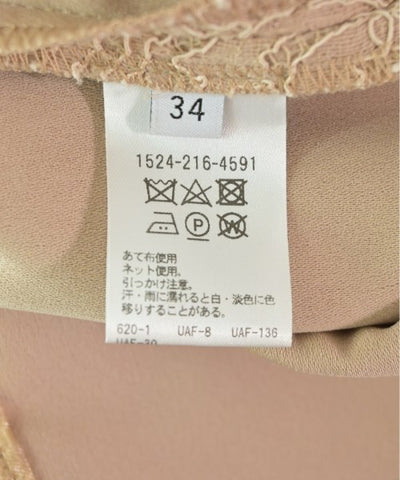 34
1524-216-4591
P W
あて布使用
ネット使用。
引っかけ注意。
汗・雨に濡れると白・淡色に色
移りすることがある。
620-1 UAF-8 UAF-136
UAF-39